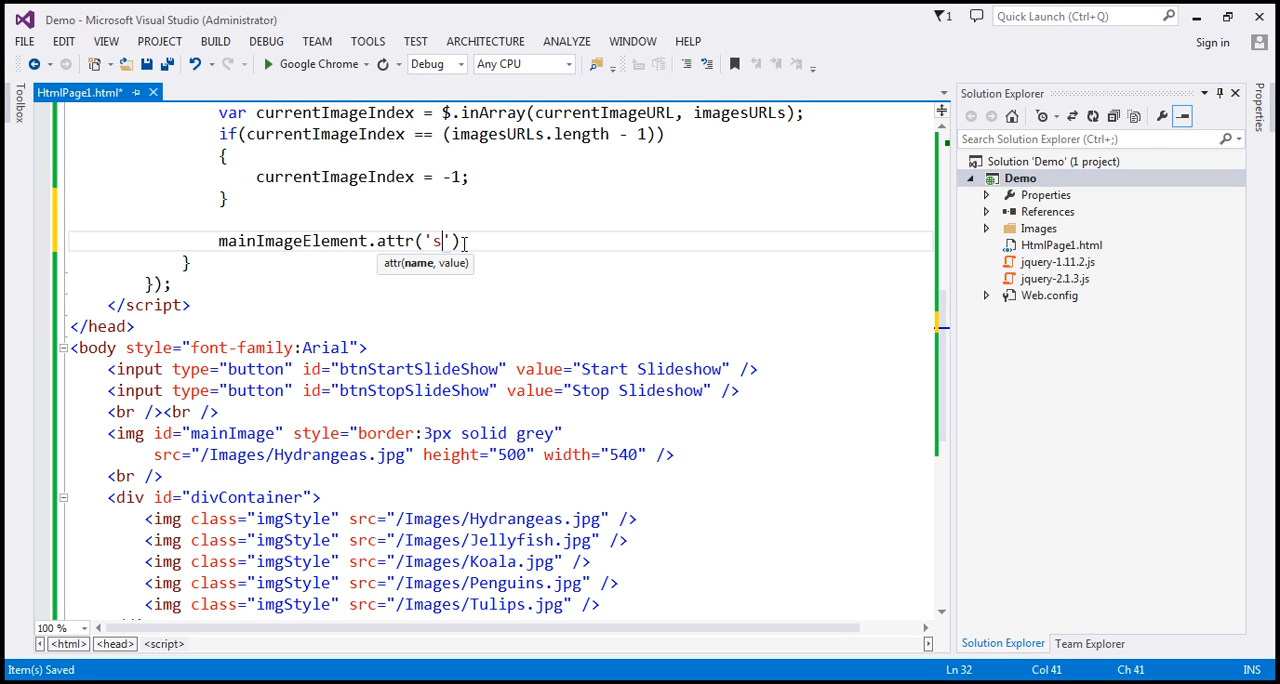 Demo - Microsoft Visual Studio (Administrator)
1
Quick Launch (Ctrl+Q)
FILE EDIT VIEW PROJECT BUILD DEBUG TEAM TOOLS TEST ARCHITECTURE ANALYZE WINDOW HELP
Sign in
Google Chrome Debug Any CPU
Toolbox
HtmlPage1.html*
Solution Explorer
Properties
Search Solution Explorer (Ctrl+;)
var currentImageIndex = $.inArray(currentImageURL, imagesURLs);
if(currentImageIndex == (imagesURLs.length - 1))
{
currentImageIndex = -1;
}
mainImageElement.attr('s')
attr(name, value)
}
});
</script>
</head>
<body style="font-family:Arial">
<input type="button" id="btnStartSlideShow" value="Start Slideshow" />
<input type="button" id="btnStopSlideShow" value="Stop Slideshow" />
<br /><br />
<img id="mainImage" style="border:3px solid grey"
src="/Images/Hydrangeas.jpg" height="500" width="540" />
<br />
<div id="divContainer">
<img class="imgStyle" src="/Images/Hydrangeas.jpg" />
<img class="imgStyle" src="/Images/Jellyfish.jpg" />
<img class="imgStyle" src="/Images/Koala.jpg" />
<img class="imgStyle" src="/Images/Penguins.jpg" />
<img class="imgStyle" src="/Images/Tulips.jpg" />
Solution 'Demo' (1 project)
Demo
Properties
References
Images
HtmlPage1.html
jquery-1.11.2.js
jquery-2.1.3.js
Web.config
100 %
<html> <head> <script>
Solution Explorer Team Explorer
Item(s) Saved Ln 32 Col 41 Ch 41 INS